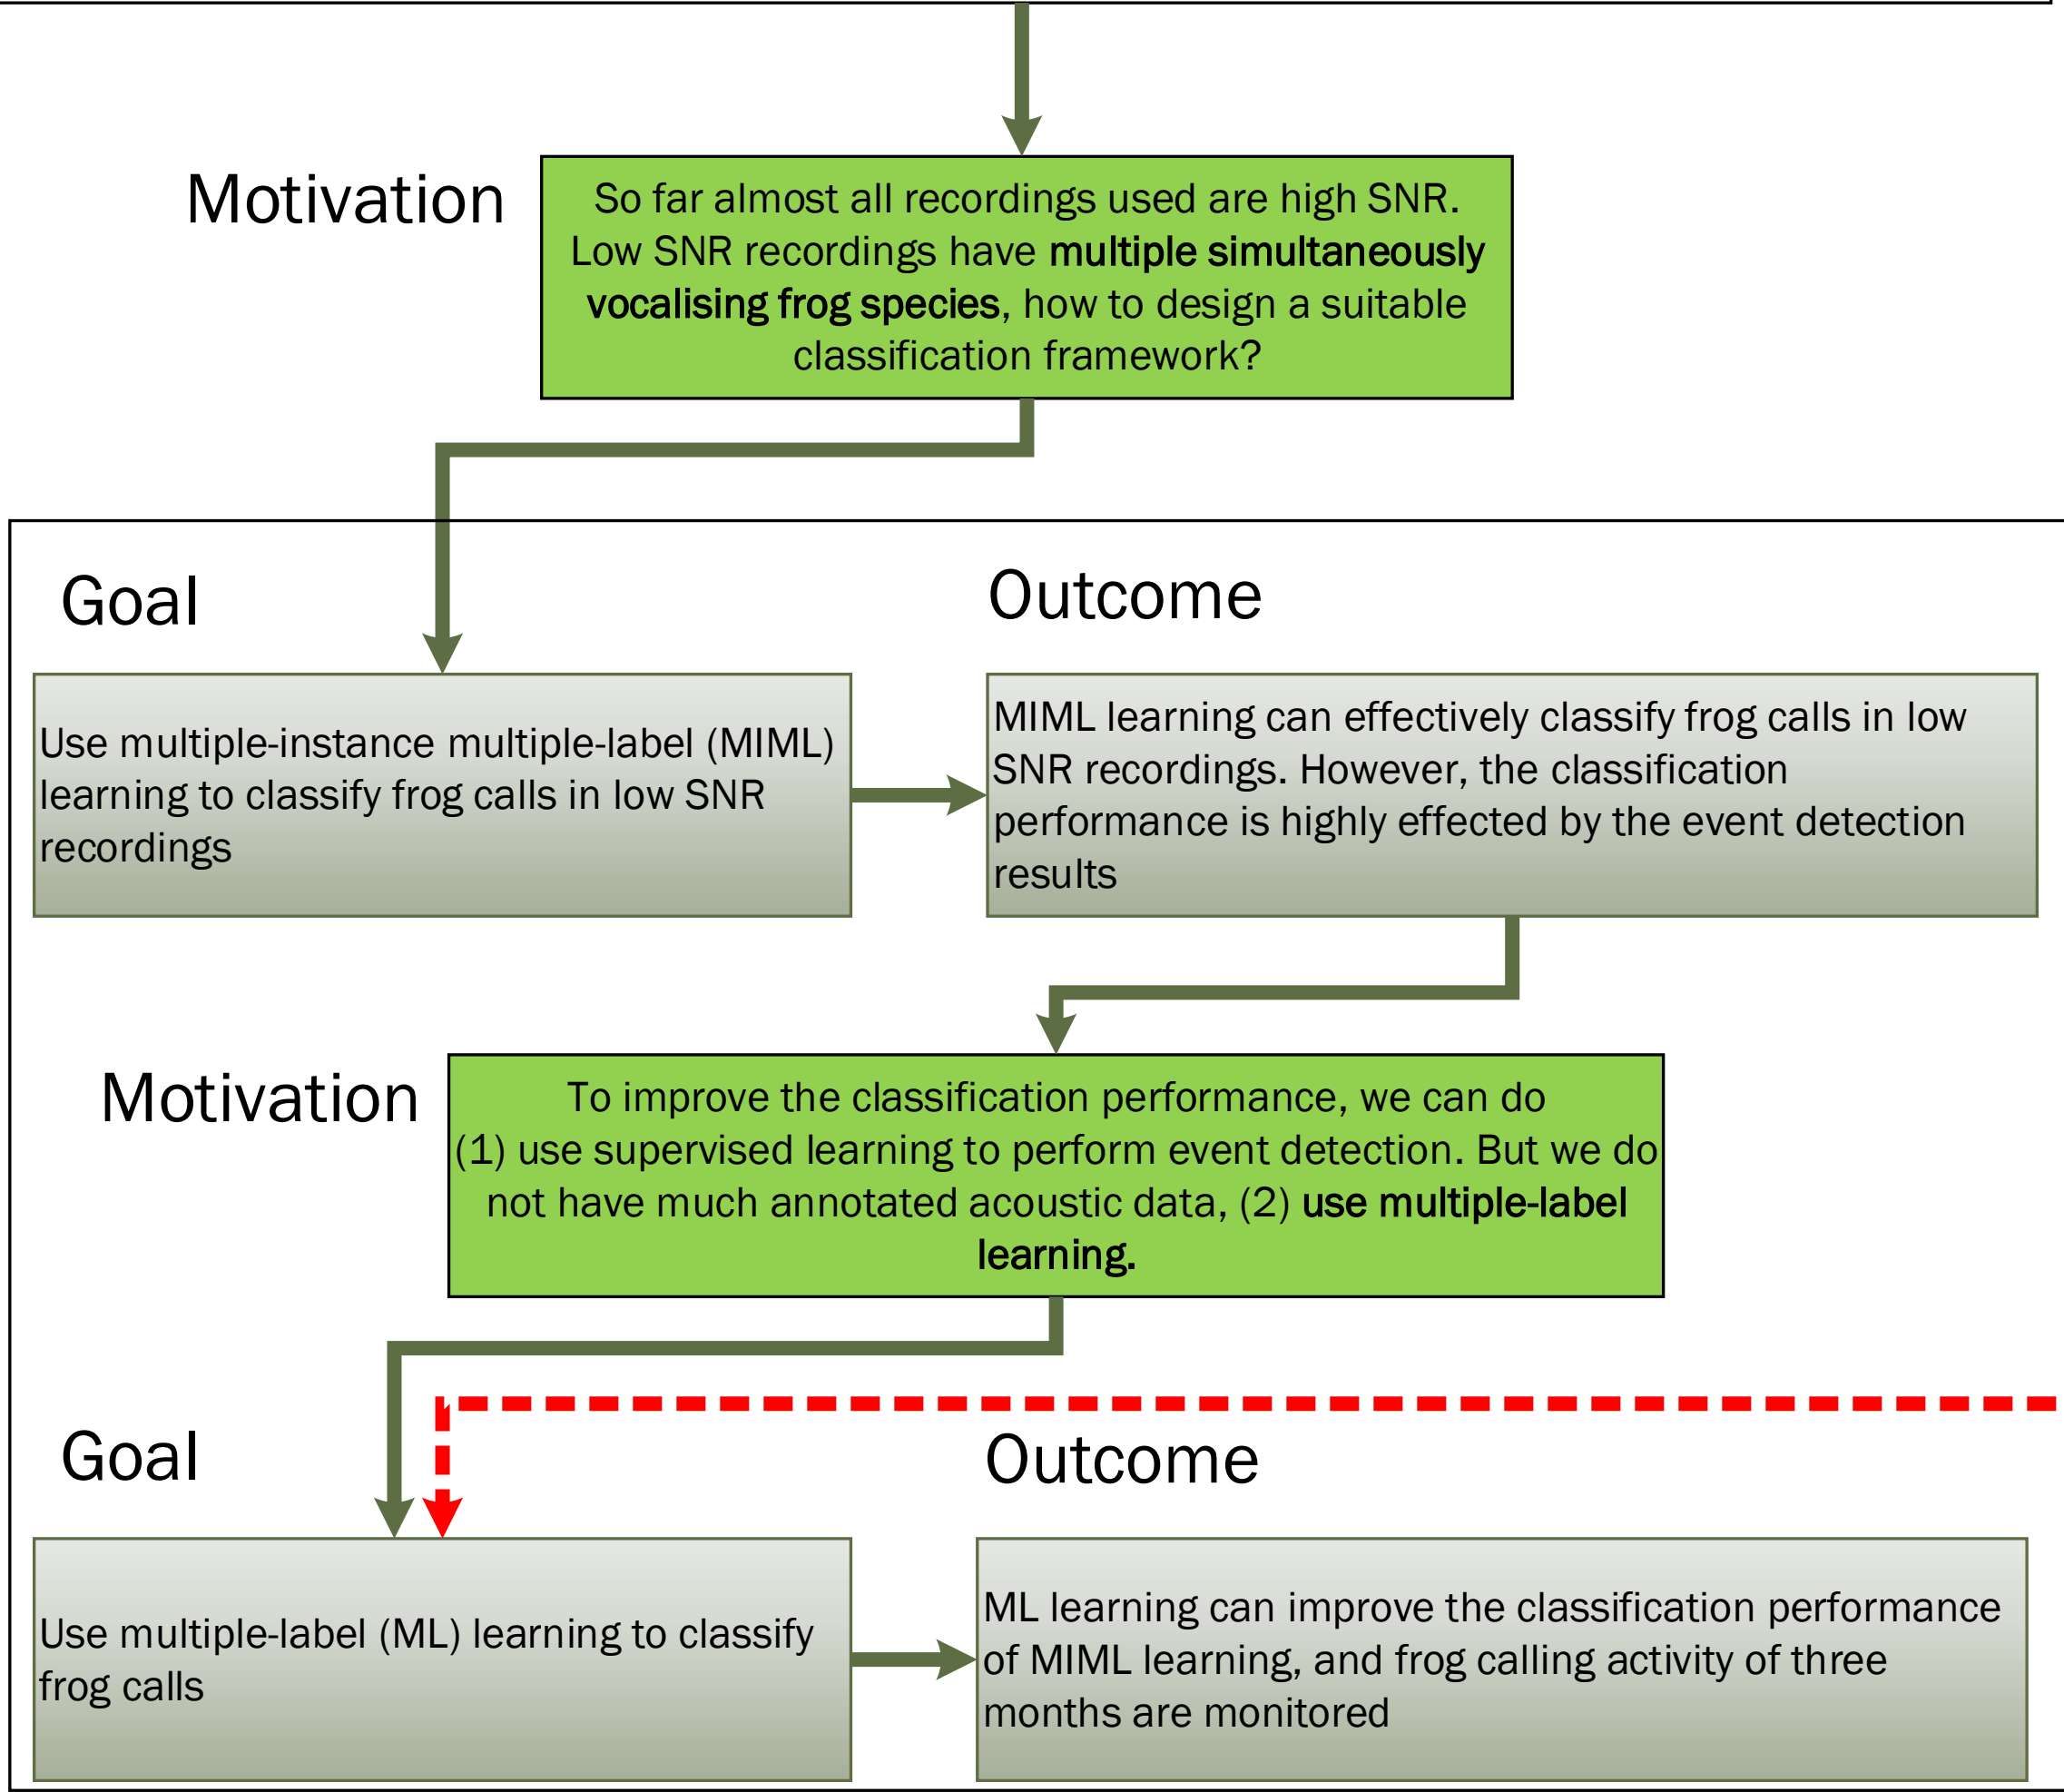 Motivation
So far almost all recordings used are high SNR.
Low SNR recordings have multiple simultaneously
vocalising frog species, how to design a suitable
classification framework?
Goal
Outcome
Use multiple-instance multiple-label (MIML)
learning to classify frog calls in low SNR
recordings
MIML learning can effectively classify frog calls in low
SNR recordings. However, the classification
performance is highly effected by the event detection
results
Motivation
To improve the classification performance, we can do
(1) use supervised learning to perform event detection. But we do
not have much annotated acoustic data, (2) use multiple-label
learning.
Goal
Outcome
Use multiple-label (ML) learning to classify
frog calls
ML learning can improve the classification performance
of MIML learning, and frog calling activity of three
months are monitored